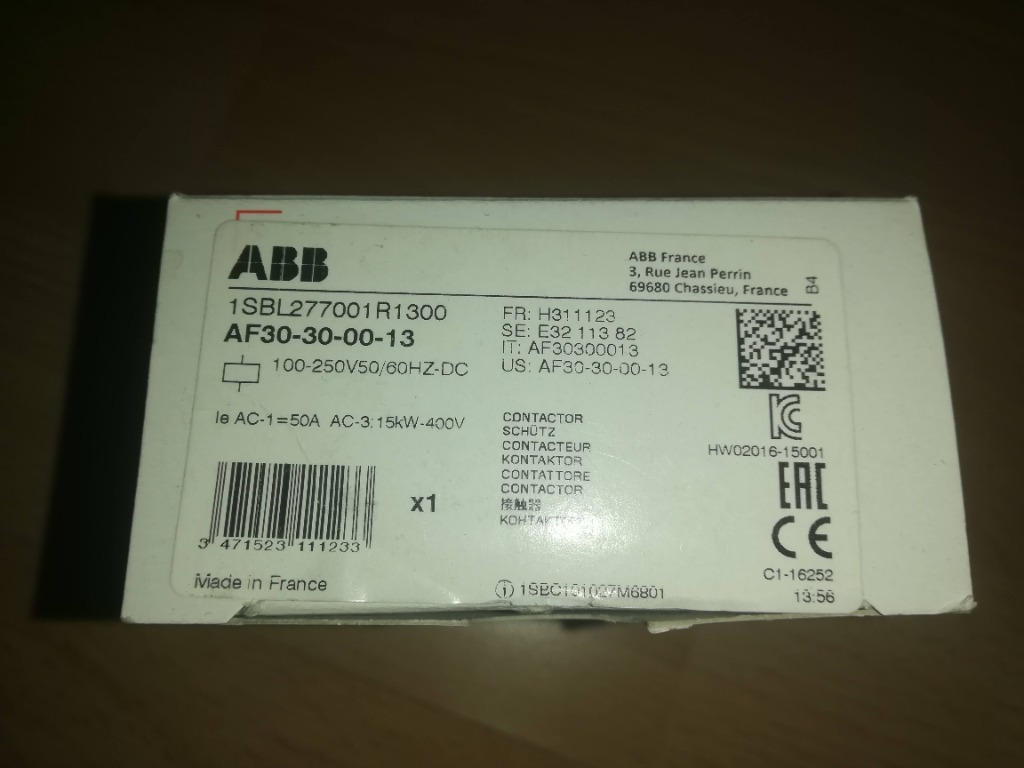 ABB
ABB France
3, Rue Jean Perrin
69680 Chassieu, France
B4
1SBL277001R1300
AF30-30-00-13
100-250V50/60HZ-DC
FR: H311123
SE: E32 113 82
IT: AF30300013
US: AF30-30-00-13
Ie AC-1=50A AC-3:15kW-400V
CONTACTOR
SCHÜTZ
CONTACTEUR
KONTAKTOR
CONTATTORE
CONTACTOR
接触器
HW02016-15001
EAC
CE
x1
3 471523 111233
Made in France
1SBC101027M6801
C1-16252
13:56